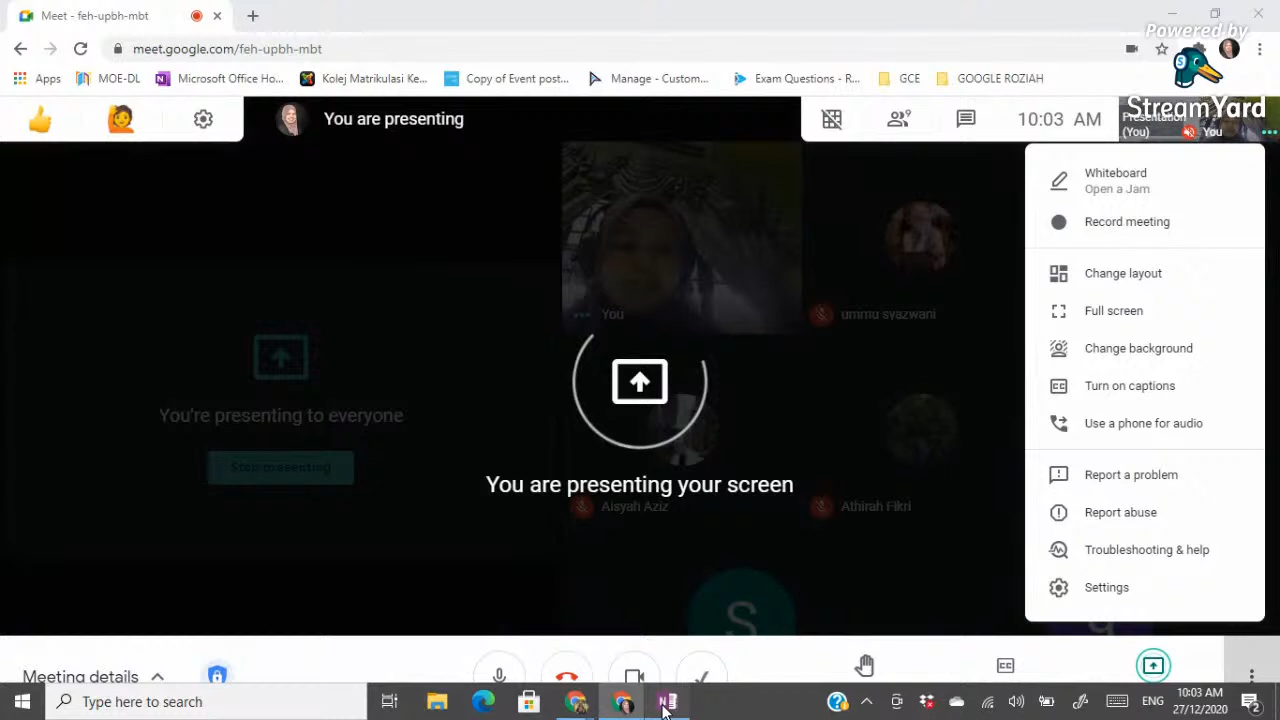 Meet - feh-upbh-mbt
Powered by
meet.google.com/feh-upbh-mbt
Apps MOE-DL Microsoft Office Ho... Kolej Matrikulasi Ke... Copy of Event post... Manage - Custom... Exam Questions - R... GCE GOOGLE ROZIAH
StreamYard
You are presenting
9
10:03 AM
Presentation
(You)
You
Whiteboard
Open a Jam
Record meeting
Change layout
Full screen
Change background
Turn on captions
Use a phone for audio
Report a problem
Report abuse
Troubleshooting & help
Settings
You
ummu syazwani
You're presenting to everyone
Stop presenting
You are presenting your screen
Aisyah Aziz
Athirah Fikri
S
Meeting details
Type here to search
ENG
10:03 AM
27/12/2020
2